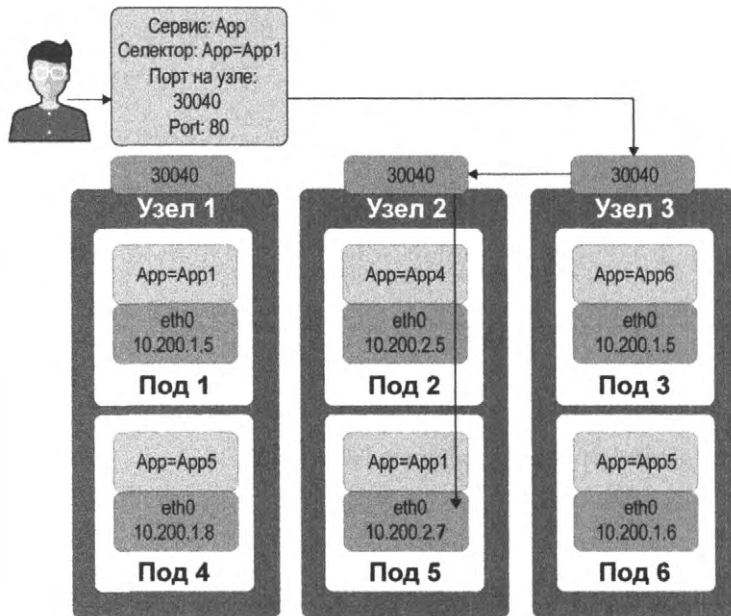 Сервис: App
Селектор: App=App1
Порт на узле:
30040
Port: 80
30040
Узел 1
App=App1
eth0
10.200.1.5
Под 1
App=App5
eth0
10.200.1.8
Под 4
30040
Узел 2
App=App4
eth0
10.200.2.5
Под 2
App=App1
eth0
10.200.2.7
Под 5
30040
Узел 3
App=App6
eth0
10.200.1.5
Под 3
App=App5
eth0
10.200.1.6
Под 6